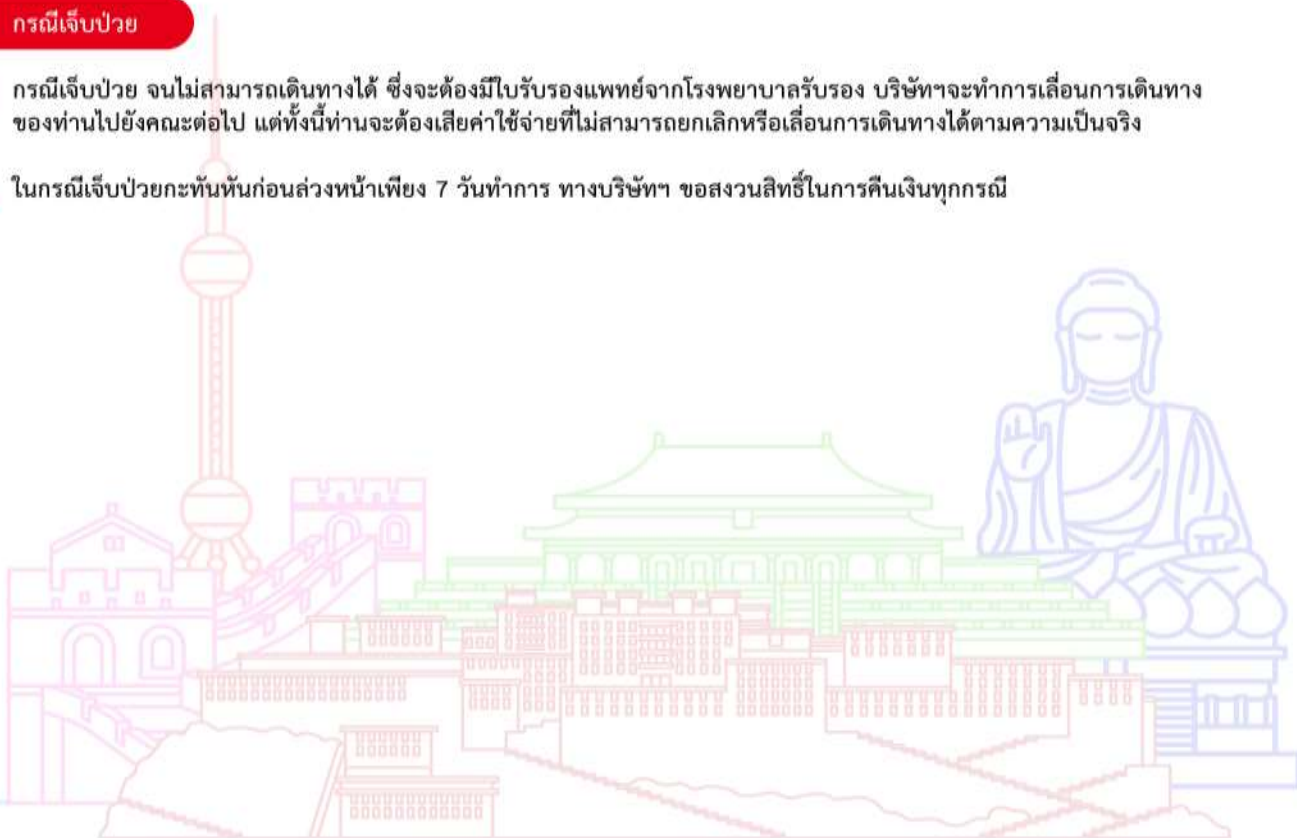 กรณีเจ็บป่วย
กรณีเจ็บป่วย จนไม่สามารถเดินทางได้ ซึ่งจะต้องมีใบรับรองแพทย์จากโรงพยาบาลรับรอง บริษัทฯจะทำการเลื่อนการเดินทาง
ของท่านไปยังคณะต่อไป แต่ทั้งนี้ท่านจะต้องเสียค่าใช้จ่ายที่ไม่สามารถยกเลิกหรือเลื่อนการเดินทางได้ตามความเป็นจริง
ในกรณีเจ็บป่วยกะทันหันก่อนล่วงหน้าเพียง 7 วันทำการ ทางบริษัทฯ ขอสงวนสิทธิ์ในการคืนเงินทุกกรณี